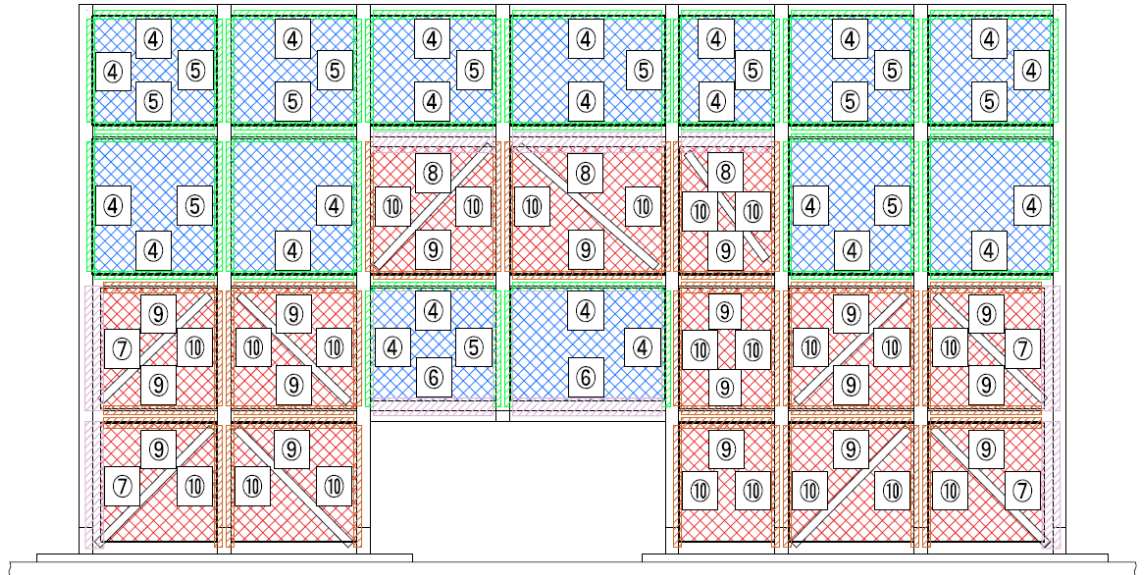 ④ ④ ④ ④ ④ ④ ④
④ ⑤ ⑤ ⑤ ⑤ ⑤ ⑤ ④
⑤ ⑤ ④ ④ ④ ⑤ ⑤
⑧ ⑧ ⑧
④ ⑤ ④ ⑩ ⑩ ⑩ ⑩ ⑩ ⑩ ④ ⑤ ④
④ ④ ⑨ ⑨ ⑨ ④ ④
⑨ ⑨ ④ ④ ⑨ ⑨ ⑨
⑦ ⑩ ⑩ ⑩ ④ ⑤ ④ ⑩ ⑩ ⑩ ⑩ ⑩ ⑦
⑨ ⑨ ⑥ ⑥ ⑨ ⑨ ⑨
⑨ ⑨ ⑨ ⑨ ⑨
⑦ ⑩ ⑩ ⑩ ⑩ ⑩ ⑩ ⑩ ⑩ ⑦